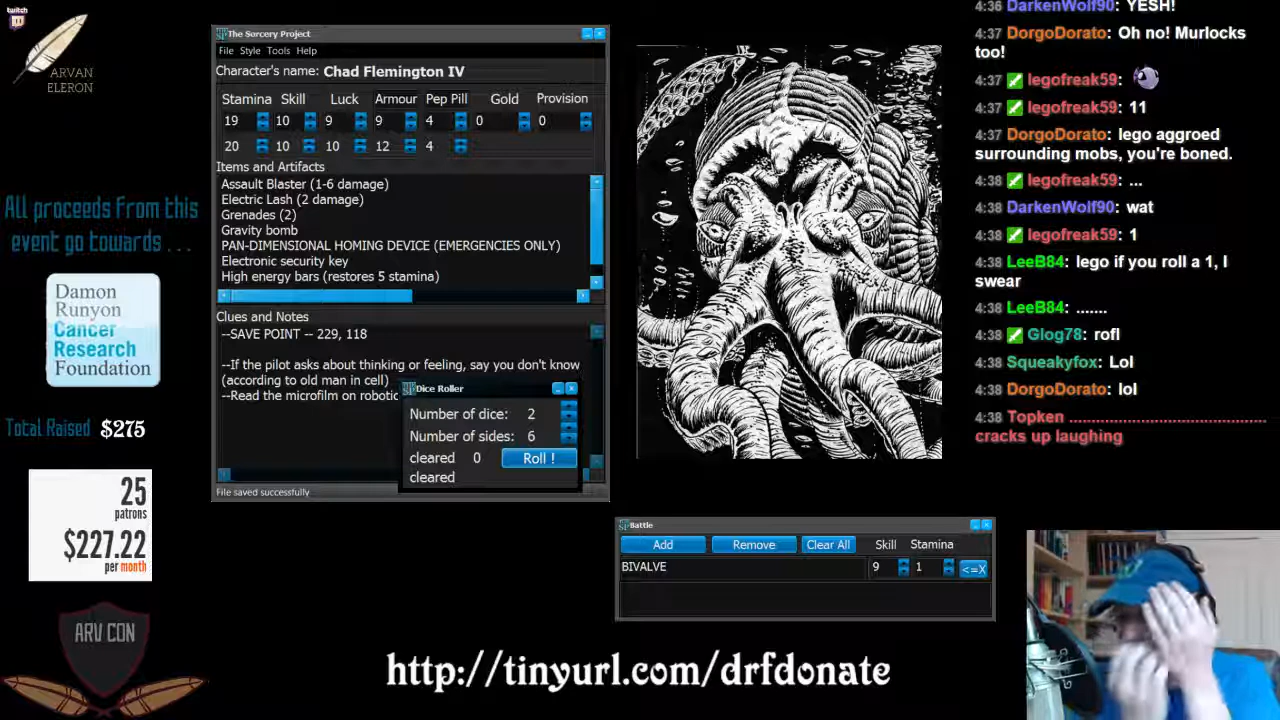 twitch
ARVAN
ELERON
All proceeds From this
event go towards . . .
Damon
Runyon
Cancer
Research
Foundation
Total Raised $275
25
patrons
$227.22
per month
ARV CON
The Sorcery Project
File Style Tools Help
Character's name: Chad Flemington IV
Stamina Skill Luck Armour Pep Pill Gold Provision
19 10 9 9 4 0 0
20 10 10 12 4
Items and Artifacts
Assault Blaster (1-6 damage)
Electric Lash (2 damage)
Grenades (2)
Gravity bomb
PAN-DIMENSIONAL HOMING DEVICE (EMERGENCIES ONLY)
Electronic security key
High energy bars (restores 5 stamina)
Clues and Notes
--SAVE POINT -- 229, 118
--If the pilot asks about thinking or feeling, say you don't know
(according to old man in cell)
--Read the microfilm on robotic
File saved successfully
Dice Roller
Number of dice: 2
Number of sides: 6
cleared 0 Roll !
cleared
Battle
Add Remove Clear All Skill Stamina
BIVALVE 9 1 <=X
http://tinyurl.com/drfdonate
4:36 DarkenWolf90: YESH!
4:37 DorgoDorato: Oh no! Murlocks
too!
4:37 legofreak59:
4:37 legofreak59: 11
4:37 DorgoDorato: lego aggroed
surrounding mobs, you're boned.
4:38 legofreak59: ...
4:38 DarkenWolf90: wat
4:38 legofreak59: 1
4:38 LeeB84: lego if you roll a 1, I
swear
4:38 LeeB84: .......
4:38 Glog78: rofl
4:38 Squeakyfox: Lol
4:38 DorgoDorato: lol
4:38 Topken .................................................
cracks up laughing